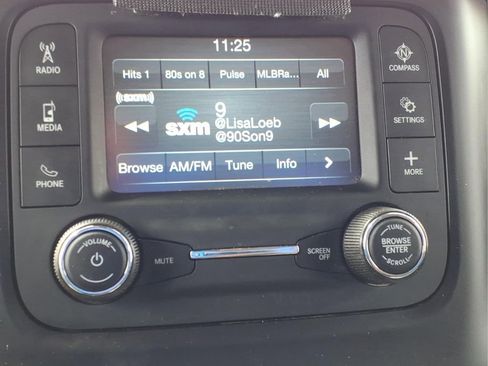 11:25
RADIO
Hits 1 80s on 8 Pulse MLBRa... All
COMPASS
((sxm))
9
MEDIA
sxm @LisaLoeb
@90Son9
SETTINGS
PHONE
Browse AM/FM Tune Info
MORE
VOLUME
MUTE
SCREEN
OFF
TUNE
BROWSE
ENTER
SCROLL